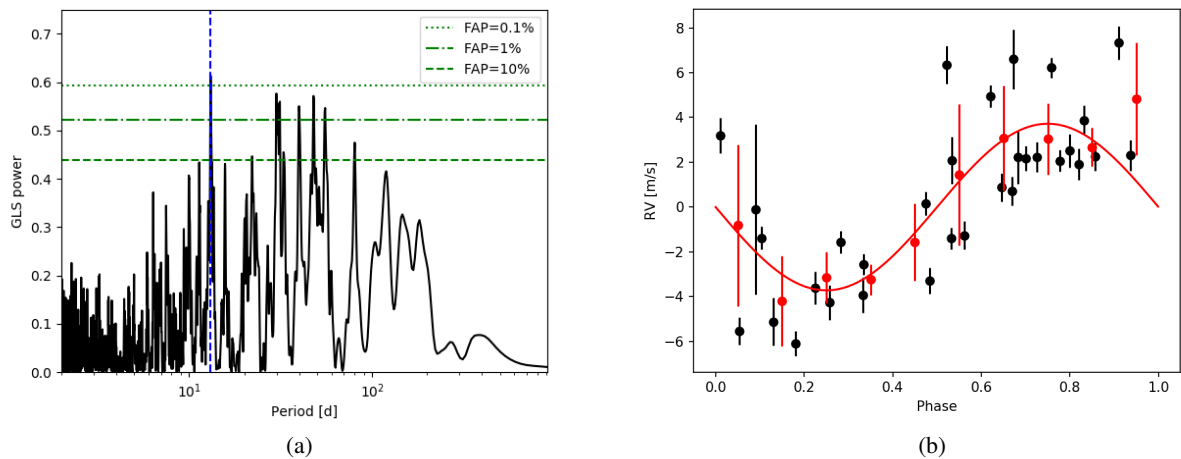 0.7
0.6
0.5
0.4
0.3
0.2
0.1
0.0
GLS power
FAP=0.1%
FAP=1%
FAP=10%
10¹
10²
Period [d]
(a)
8
6
4
2
0
−2
−4
−6
RV [m/s]
0.0 0.2 0.4 0.6 0.8 1.0
Phase
(b)